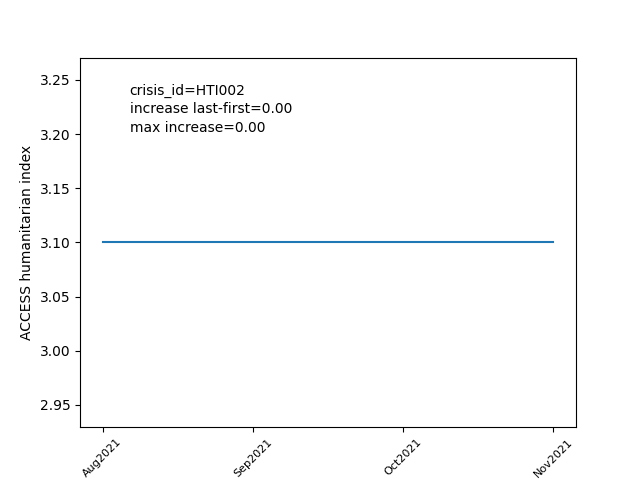 crisis_id=HTI002
increase last-first=0.00
max increase=0.00
ACCESS humanitarian index
3.25
3.20
3.15
3.10
3.05
3.00
2.95
Aug2021
Sep2021
Oct2021
Nov2021